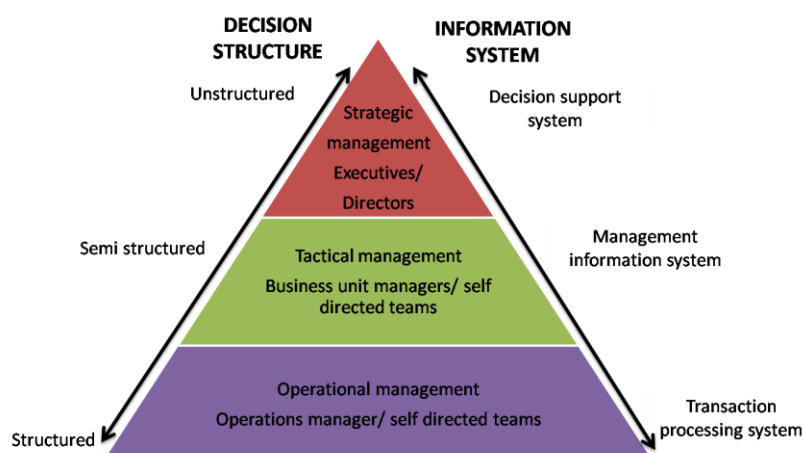 DECISION
STRUCTURE
INFORMATION
SYSTEM
Unstructured
Decision support
system
Strategic
management
Executives/
Directors
Semi structured
Tactical management
Business unit managers/ self
directed teams
Management
information system
Operational management
Operations manager/ self directed teams
Structured
Transaction
processing system